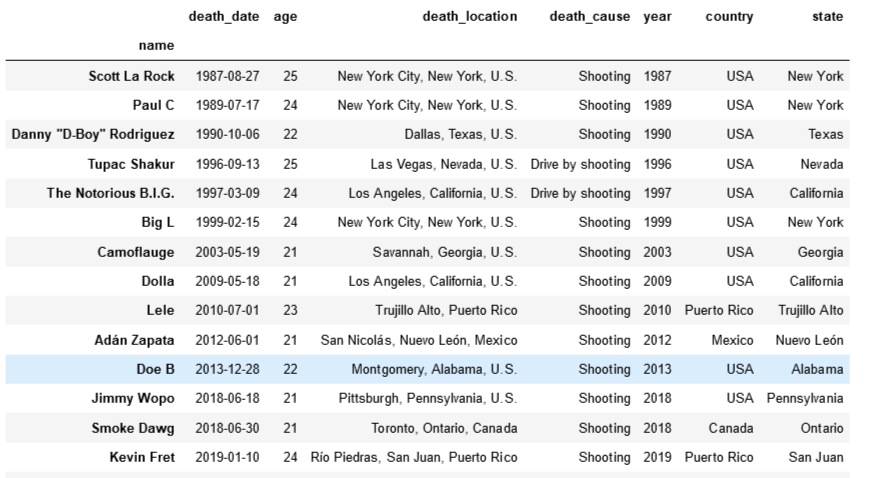 death_date age death_location death_cause year country state
name
Scott La Rock 1987-08-27 25 New York City, New York, U.S. Shooting 1987 USA New York
Paul C 1989-07-17 24 New York City, New York, U.S. Shooting 1989 USA New York
Danny "D-Boy" Rodriguez 1990-10-06 22 Dallas, Texas, U.S. Shooting 1990 USA Texas
Tupac Shakur 1996-09-13 25 Las Vegas, Nevada, U.S. Drive by shooting 1996 USA Nevada
The Notorious B.I.G. 1997-03-09 24 Los Angeles, California, U.S. Drive by shooting 1997 USA California
Big L 1999-02-15 24 New York City, New York, U.S. Shooting 1999 USA New York
Camoflauge 2003-05-19 21 Savannah, Georgia, U.S. Shooting 2003 USA Georgia
Dolla 2009-05-18 21 Los Angeles, California, U.S. Shooting 2009 USA California
Lele 2010-07-01 23 Trujillo Alto, Puerto Rico Shooting 2010 Puerto Rico Trujillo Alto
Adán Zapata 2012-06-01 21 San Nicolás, Nuevo León, Mexico Shooting 2012 Mexico Nuevo León
Doe B 2013-12-28 22 Montgomery, Alabama, U.S. Shooting 2013 USA Alabama
Jimmy Wopo 2018-06-18 21 Pittsburgh, Pennsylvania, U.S. Shooting 2018 USA Pennsylvania
Smoke Dawg 2018-06-30 21 Toronto, Ontario, Canada Shooting 2018 Canada Ontario
Kevin Fret 2019-01-10 24 Río Piedras, San Juan, Puerto Rico Shooting 2019 Puerto Rico San Juan